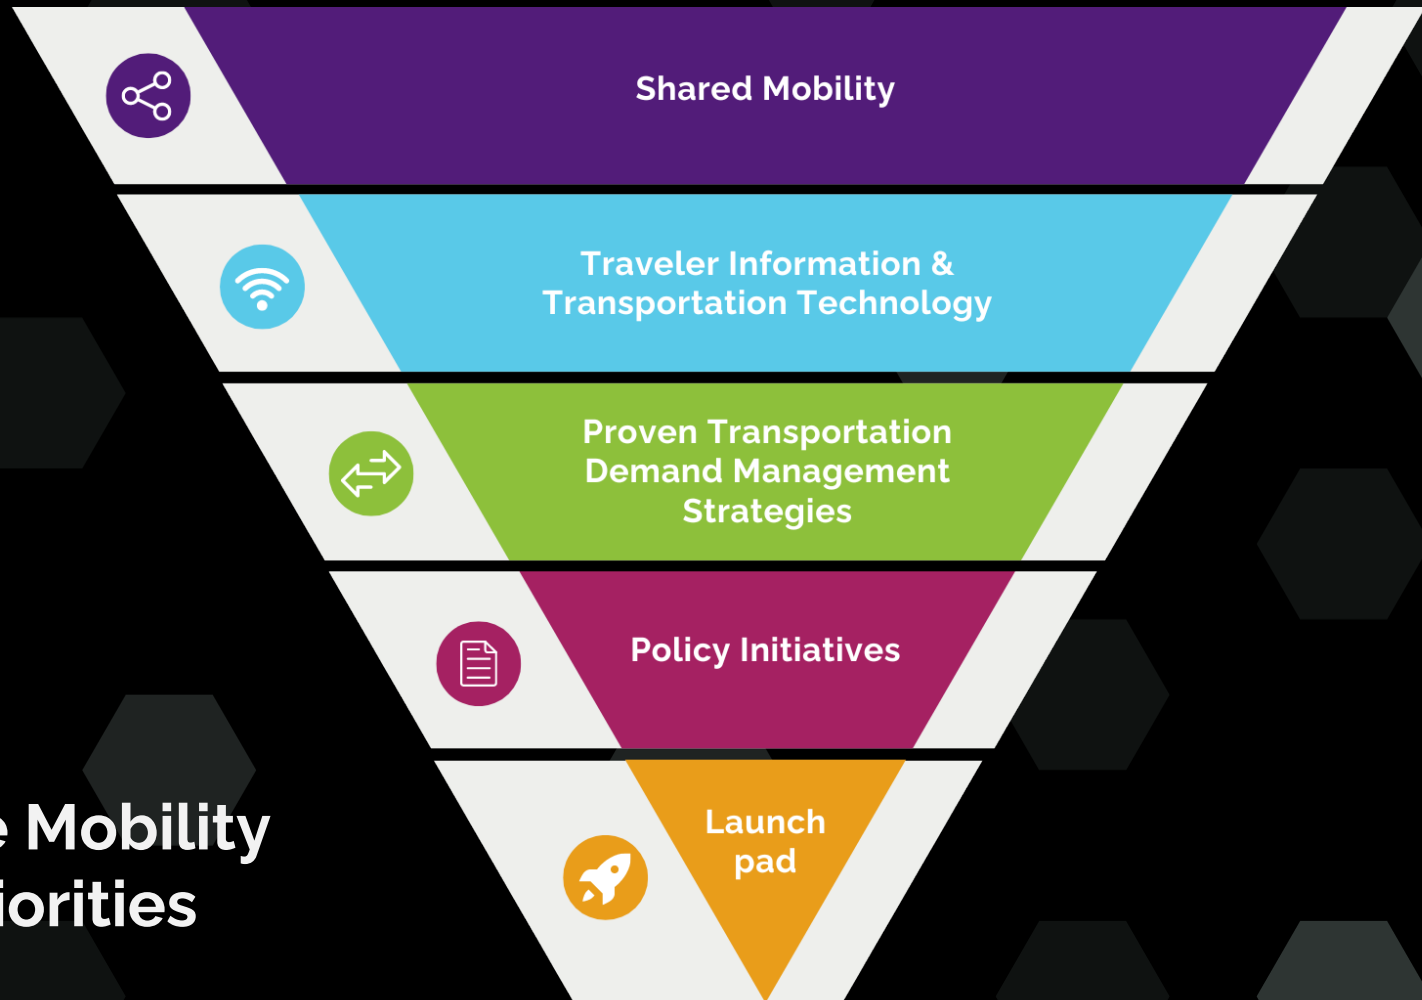 Shared Mobility
Traveler Information &
Transportation Technology
Proven Transportation
Demand Management
Strategies
Policy Initiatives
Launch
pad
e Mobility
iorities